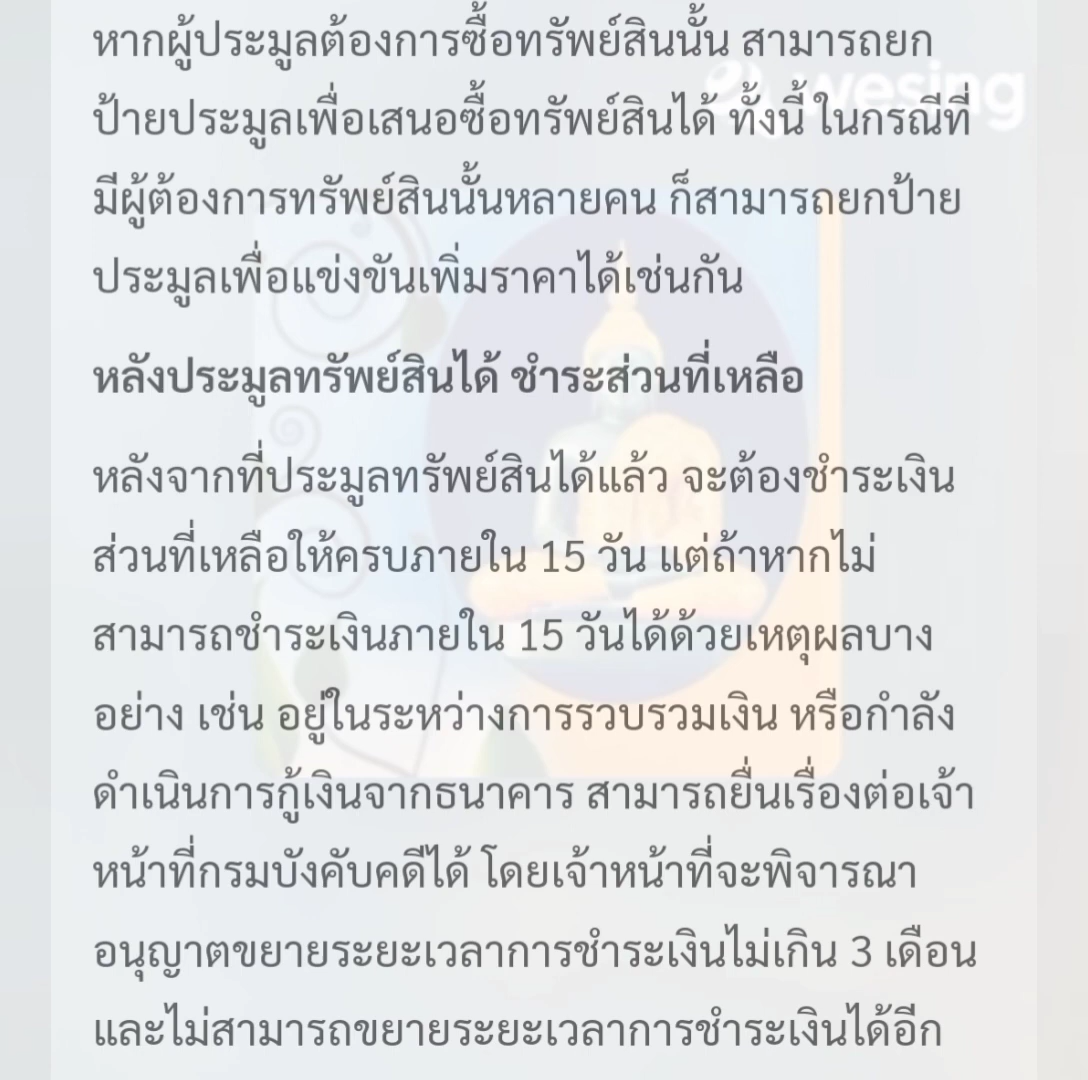 หากผู้ประมูลต้องการซื้อทรัพย์สินนั้น สามารถยก
wesing
ป้ายประมูลเพื่อเสนอซื้อทรัพย์สินได้ ทั้งนี้ ในกรณีที่
มีผู้ต้องการทรัพย์สินนั้นหลายคน ก็สามารถยกป้าย
ประมูลเพื่อแข่งขันเพิ่มราคาได้เช่นกัน
หลังประมูลทรัพย์สินได้ ชำระส่วนที่เหลือ
หลังจากที่ประมูลทรัพย์สินได้แล้ว จะต้องชำระเงิน
ส่วนที่เหลือให้ครบภายใน 15 วัน แต่ถ้าหากไม่
สามารถชำระเงินภายใน 15 วันได้ด้วยเหตุผลบาง
อย่าง เช่น อยู่ในระหว่างการรวบรวมเงิน หรือกำลัง
ดำเนินการกู้เงินจากธนาคาร สามารถยื่นเรื่องต่อเจ้า
หน้าที่กรมบังคับคดีได้ โดยเจ้าหน้าที่จะพิจารณา
อนุญาตขยายระยะเวลาการชำระเงินไม่เกิน 3 เดือน
และไม่สามารถขยายระยะเวลาการชำระเงินได้อีก